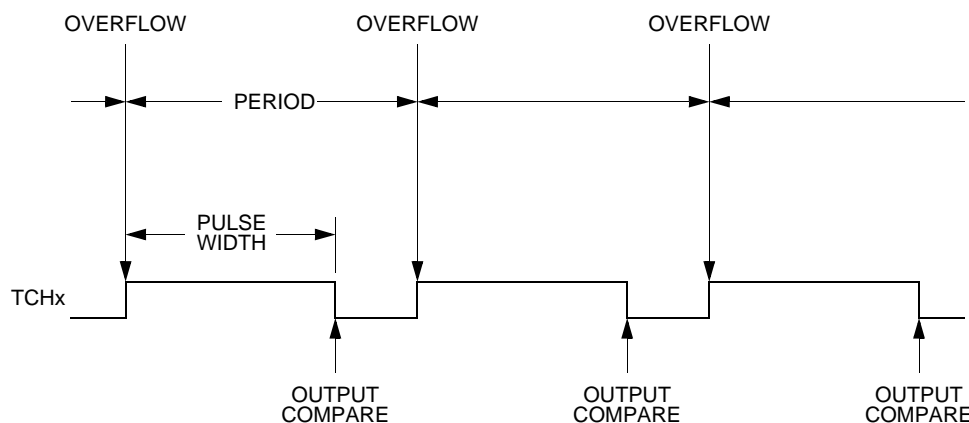 OVERFLOW OVERFLOW OVERFLOW
PERIOD
PULSE
WIDTH
TCHx
OUTPUT
COMPARE
OUTPUT
COMPARE
OUTPUT
COMPARE